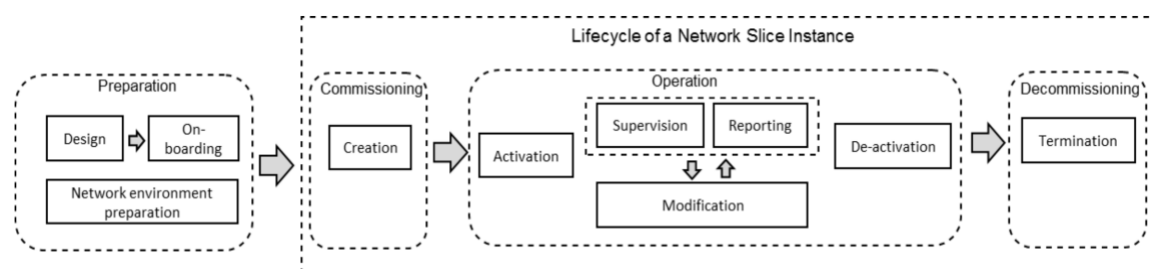 Lifecycle of a Network Slice Instance
Preparation
Design
On-
boarding
Network environment
preparation
Commissioning
Creation
Operation
Activation
Supervision
Reporting
Modification
De-activation
Decommissioning
Termination